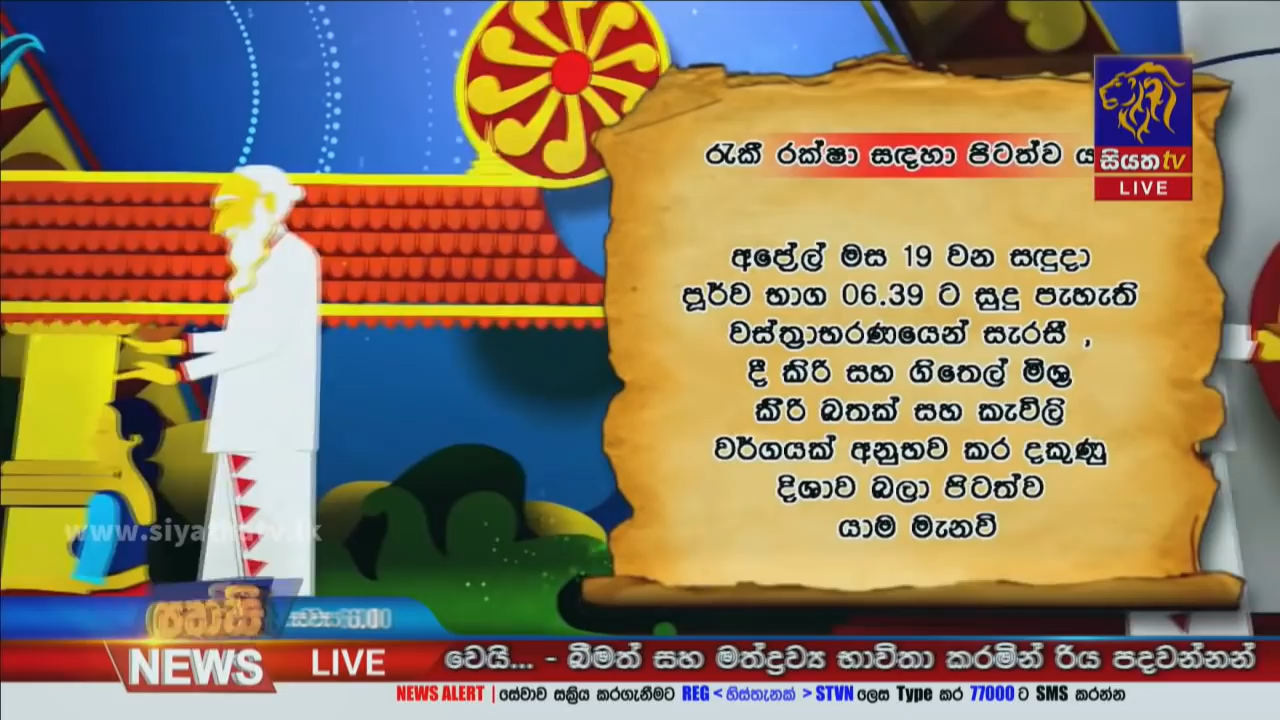 රැකී රක්ෂා සඳහා පිටත්ව ය
සියත tv
LIVE
අප්‍රේල් මස 19 වන සඳුදා
පූර්ව භාග 06.39 ට සුදු පැහැති
වස්ත්‍රාභරණයෙන් සැරසී ,
දී කිරි සහ ගිතෙල් මිශ්‍ර
කිරි බතක් සහ කැවිලි
වර්ගයක් අනුභව කර දකුණු
දිශාව බලා පිටත්ව
යාම මැනවි
NEWS LIVE වෙයි... - බීමත් සහ මත්ද්‍රව්‍ය භාවිතා කරමින් රිය පදවන්නන්
NEWS ALERT | සේවාව සක්‍රිය කරගැනීමට REG < හිස්තැනක් > STVN ලෙස Type කර 77000 ට SMS කරන්න